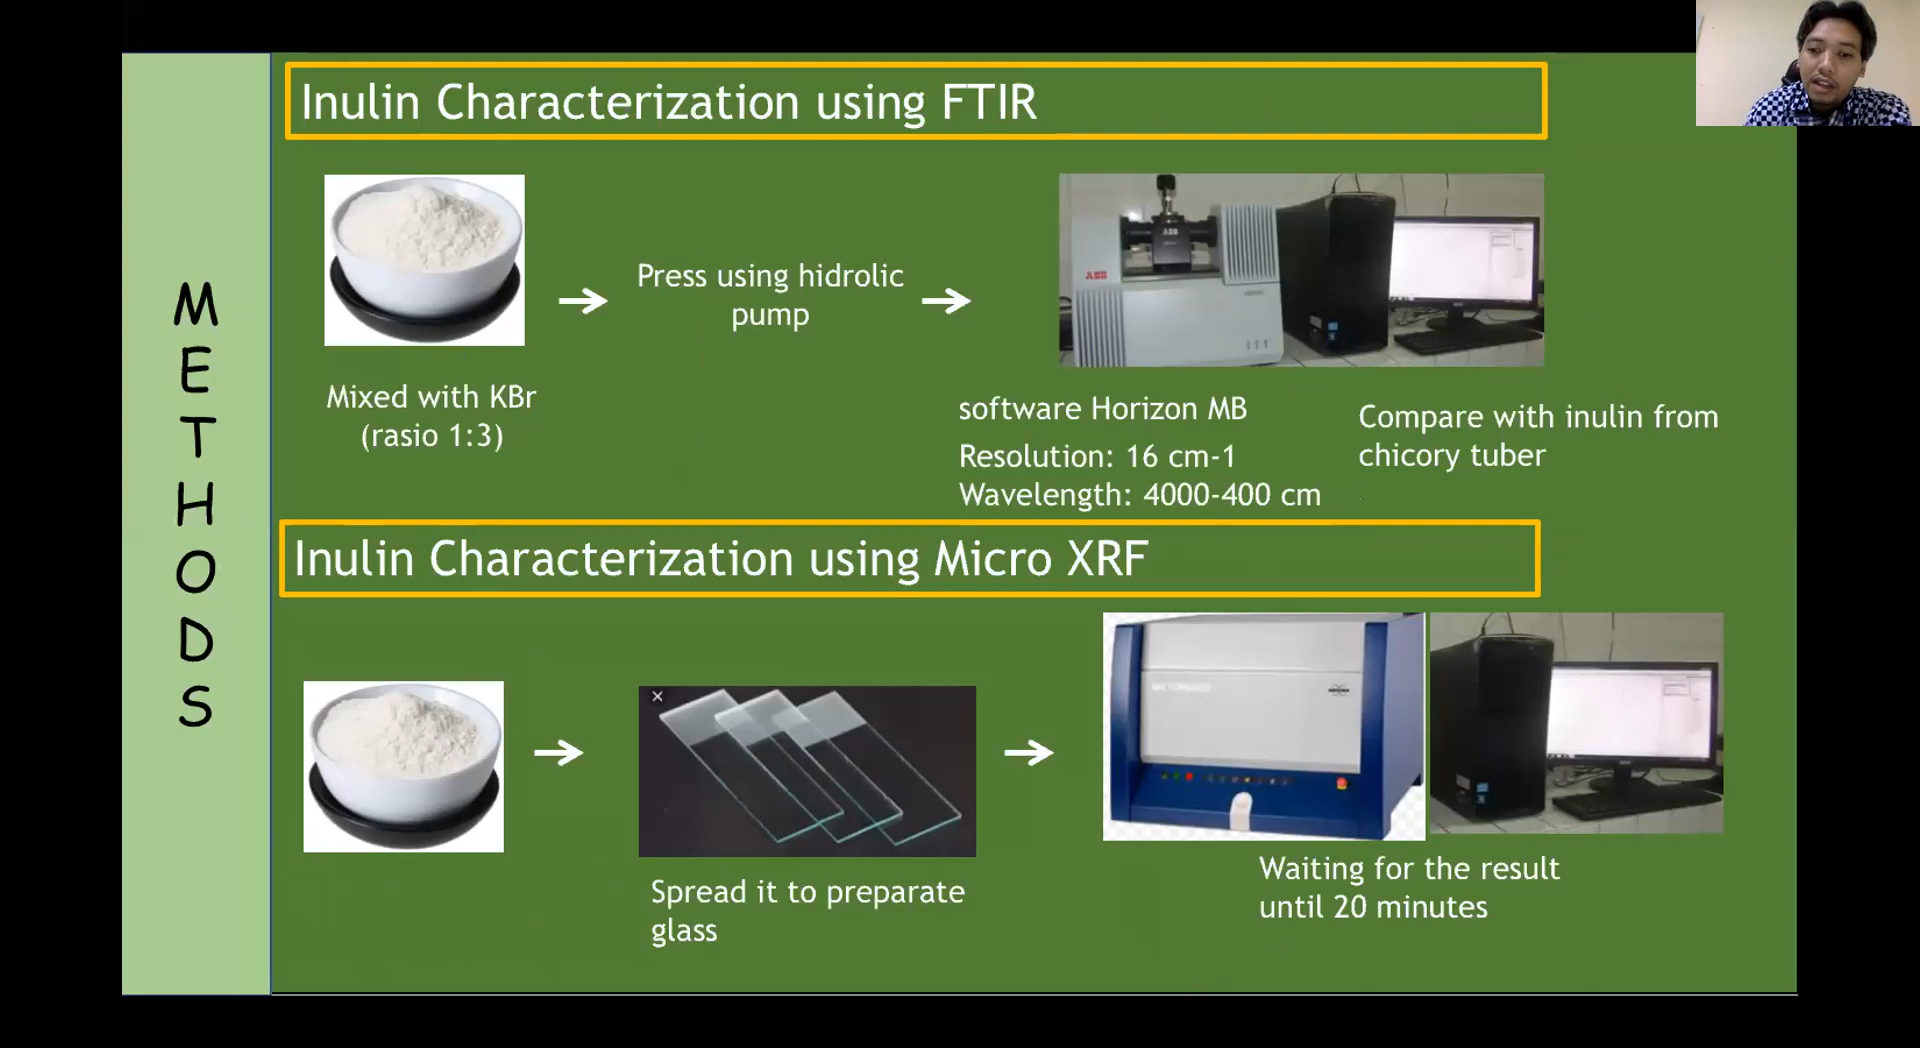 METHODS
Inulin Characterization using FTIR
Mixed with KBr
(rasio 1:3)
Press using hidrolic
pump
ABB
ABB
software Horizon MB
Resolution: 16 cm-1
Wavelength: 4000-400 cm
Compare with inulin from
chicory tuber
Inulin Characterization using Micro XRF
Spread it to preparate
glass
Waiting for the result
until 20 minutes